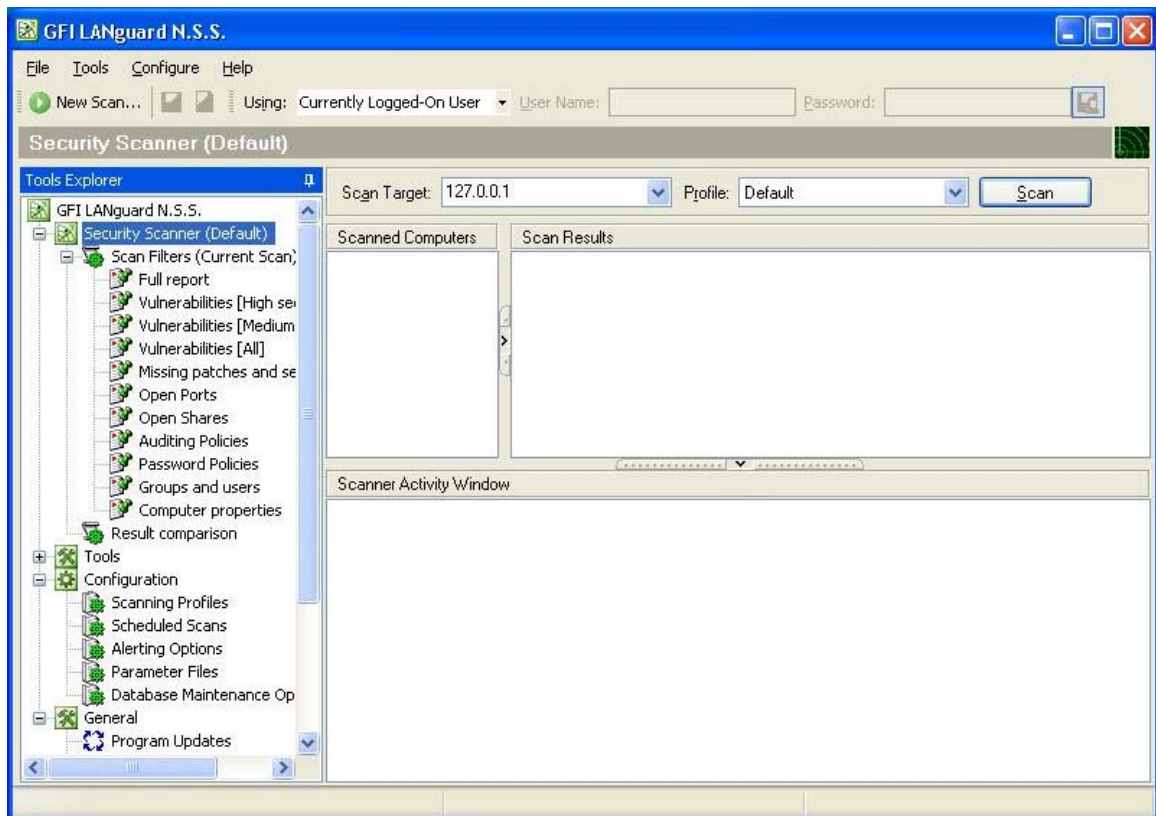 GFI LANguard N.S.S.
File Tools Configure Help
New Scan... Using: Currently Logged-On User User Name: Password:
Security Scanner (Default)
Tools Explorer
GFI LANguard N.S.S.
Security Scanner (Default)
Scan Filters (Current Scan)
Full report
Vulnerabilities [High se
Vulnerabilities [Medium
Vulnerabilities [All]
Missing patches and se
Open Ports
Open Shares
Auditing Policies
Password Policies
Groups and users
Computer properties
Result comparison
Tools
Configuration
Scanning Profiles
Scheduled Scans
Alerting Options
Parameter Files
Database Maintenance Op
General
Program Updates
Scan Target: 127.0.0.1 Profile: Default Scan
Scanned Computers Scan Results
Scanner Activity Window